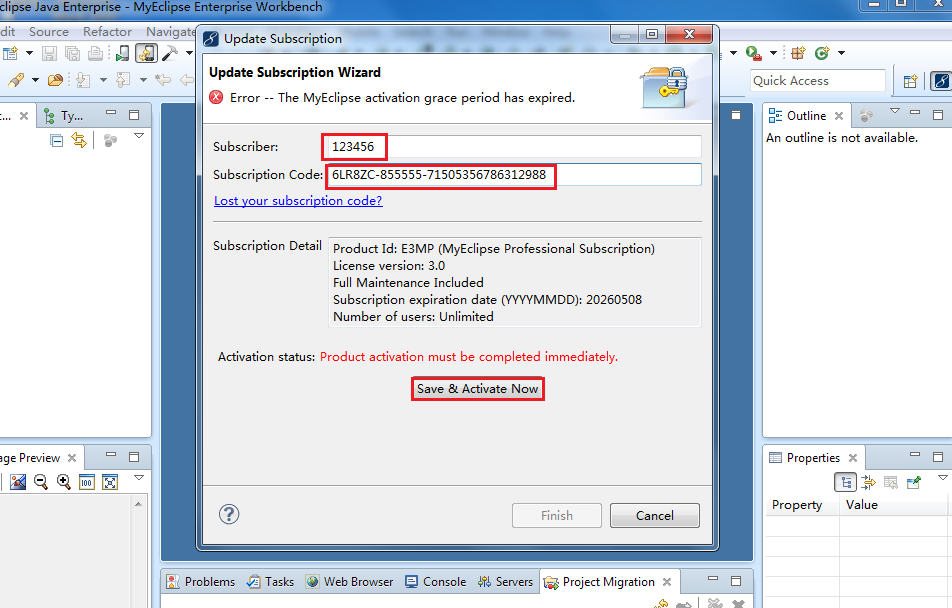 clipse Java Enterprise - MyEclipse Enterprise Workbench
dit Source Refactor Navigate
Update Subscription
Update Subscription Wizard
Error -- The MyEclipse activation grace period has expired.
Quick Access
... Ty...
Outline
An outline is not available.
Subscriber: 123456
Subscription Code: 6LR8ZC-855555-71505356786312988
Lost your subscription code?
Subscription Detail
Product Id: E3MP (MyEclipse Professional Subscription)
License version: 3.0
Full Maintenance Included
Subscription expiration date (YYYYMMDD): 20260508
Number of users: Unlimited
Activation status: Product activation must be completed immediately.
Save & Activate Now
age Preview
100
Properties
Property Value
Finish Cancel
Problems Tasks Web Browser Console Servers Project Migration